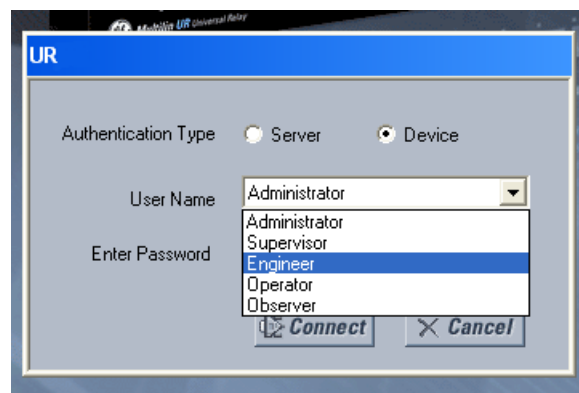 Multilin UR Universal Relay
UR
Authentication Type Server Device
User Name Administrator
Administrator
Supervisor
Enter Password Engineer
Operator
Observer
Connect Cancel